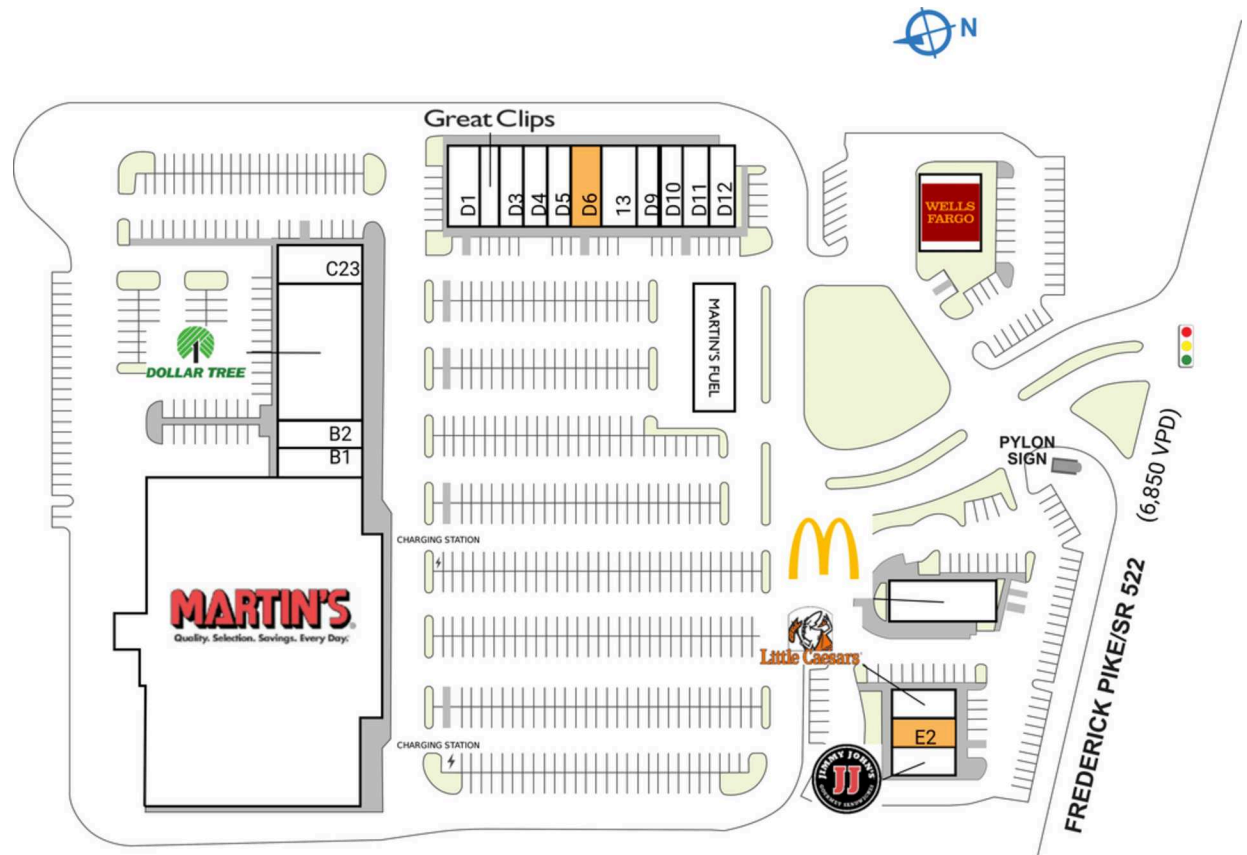 N
Great Clips
D1
D3
D4
D5
D6
13
D9
D10
D11
D12
WELLS
FARGO
C23
DOLLAR TREE
MARTIN'S FUEL
B2
B1
PYLON
SIGN
(6,850 VPD)
FREDERICK PIKE/SR 522
CHARGING STATION
MARTIN'S
Quality. Selection. Savings. Every Day.
Little Caesars
E2
CHARGING STATION
JIMMY JOHN'S
JJ
GOURMET SANDWICHES